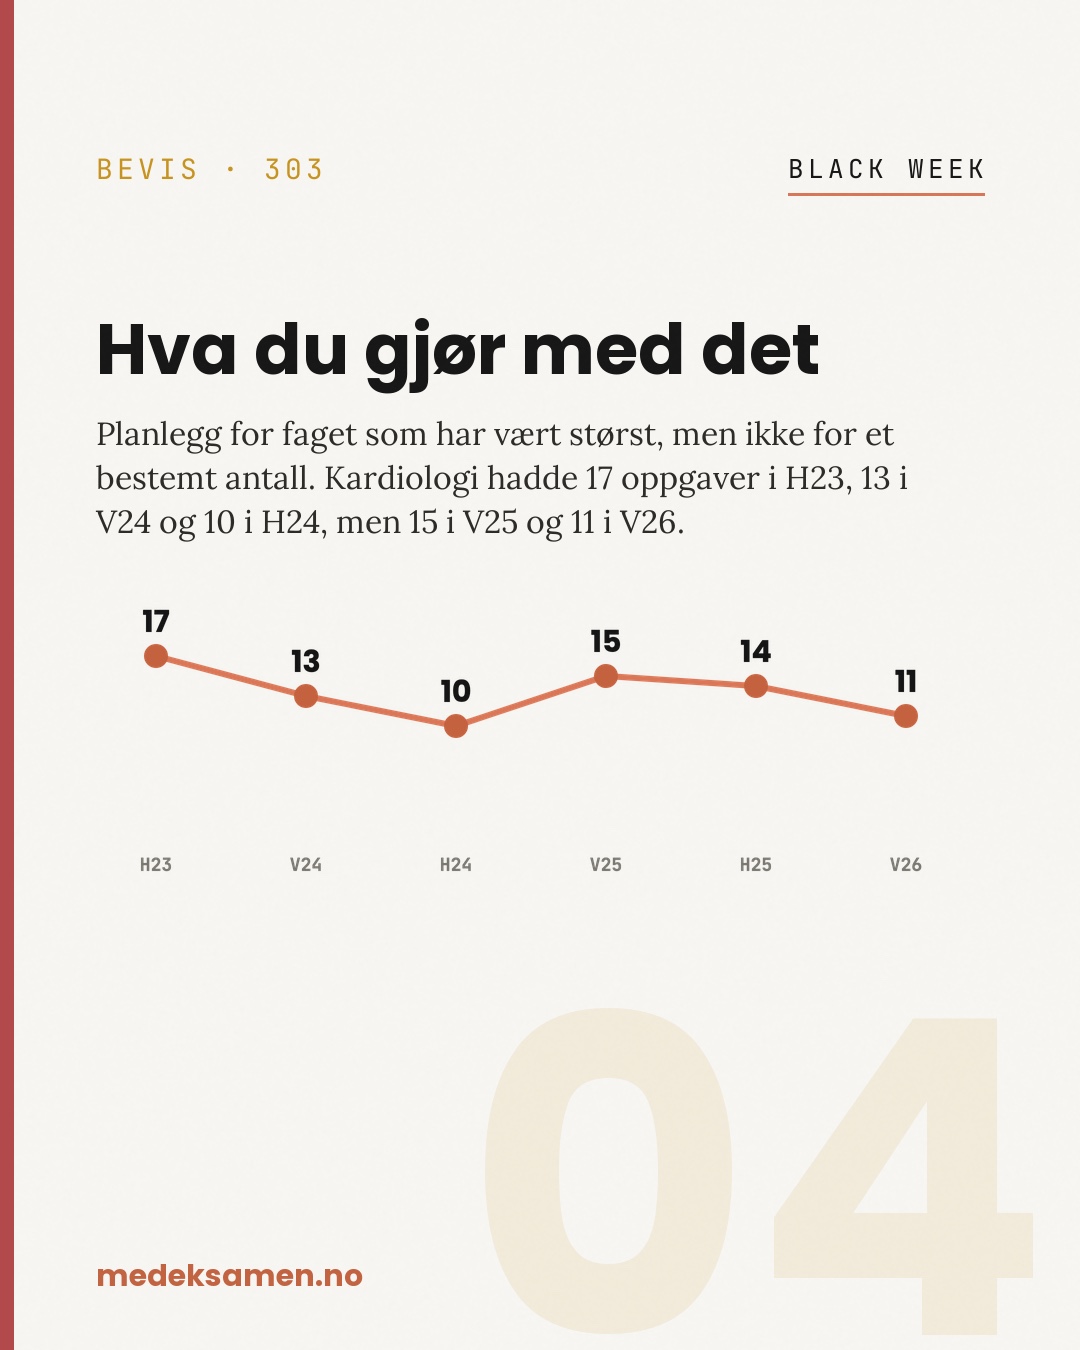 BEVIS · 303
BLACK WEEK
Hva du gjør med det
Planlegg for faget som har vært størst, men ikke for et
bestemt antall. Kardiologi hadde 17 oppgaver i H23, 13 i
V24 og 10 i H24, men 15 i V25 og 11 i V26.
17
13
10
15
14
11
H23
V24
H24
V25
H25
V26
04
medeksamen.no